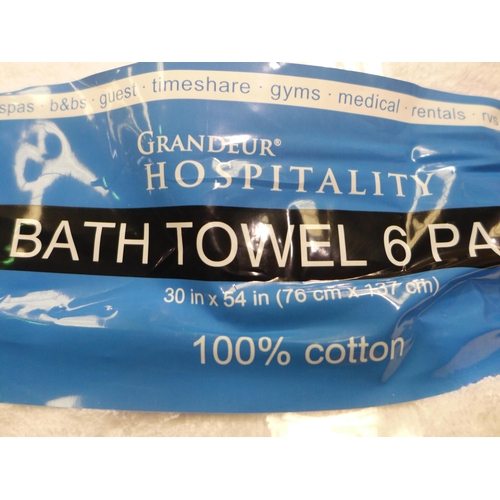 spas · b&bs · guest · timeshare · gyms · medical · rentals · rvs
GRANDEUR®
HOSPITALITY
BATH TOWEL 6 PA
30 in x 54 in (76 cm x 137 cm)
100% cotton